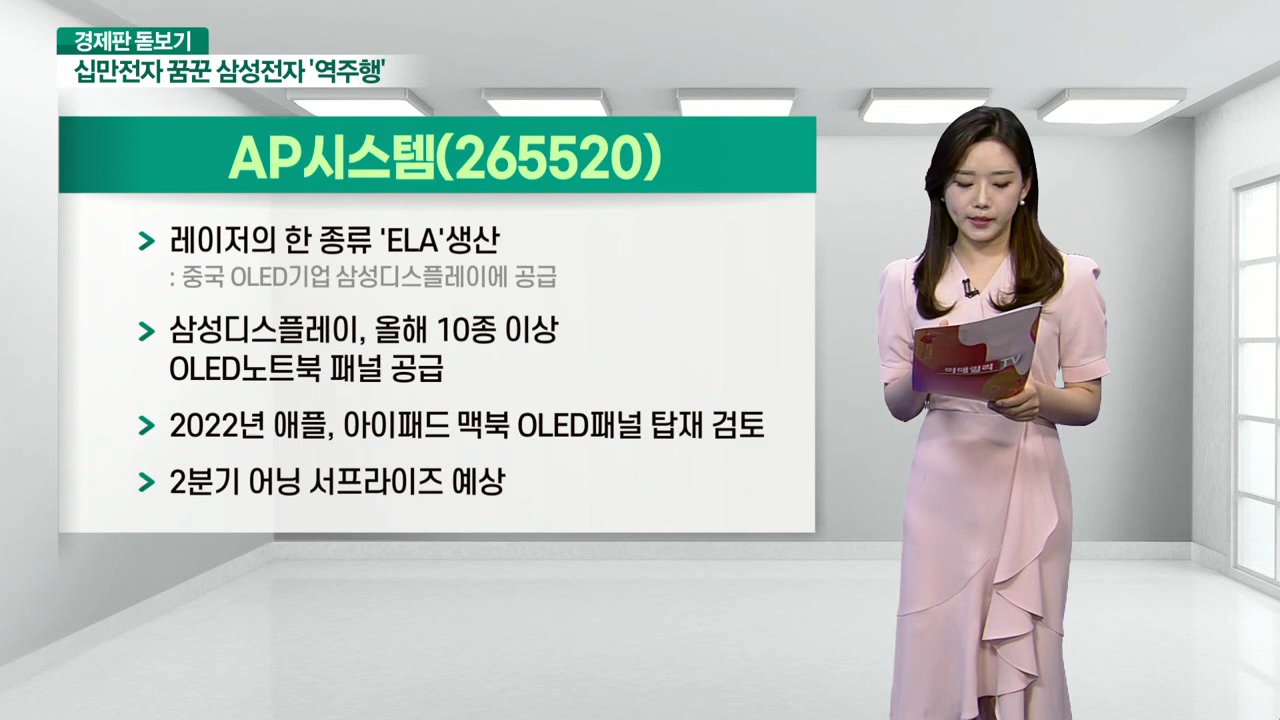 경제판 돋보기
십만전자 꿈꾼 삼성전자 '역주행'
AP시스템(265520)
> 레이저의 한 종류 'ELA'생산
: 중국 OLED기업 삼성디스플레이에 공급
> 삼성디스플레이, 올해 10종 이상
OLED노트북 패널 공급
> 2022년 애플, 아이패드 맥북 OLED패널 탑재 검토
> 2분기 어닝 서프라이즈 예상
이데일리 TV